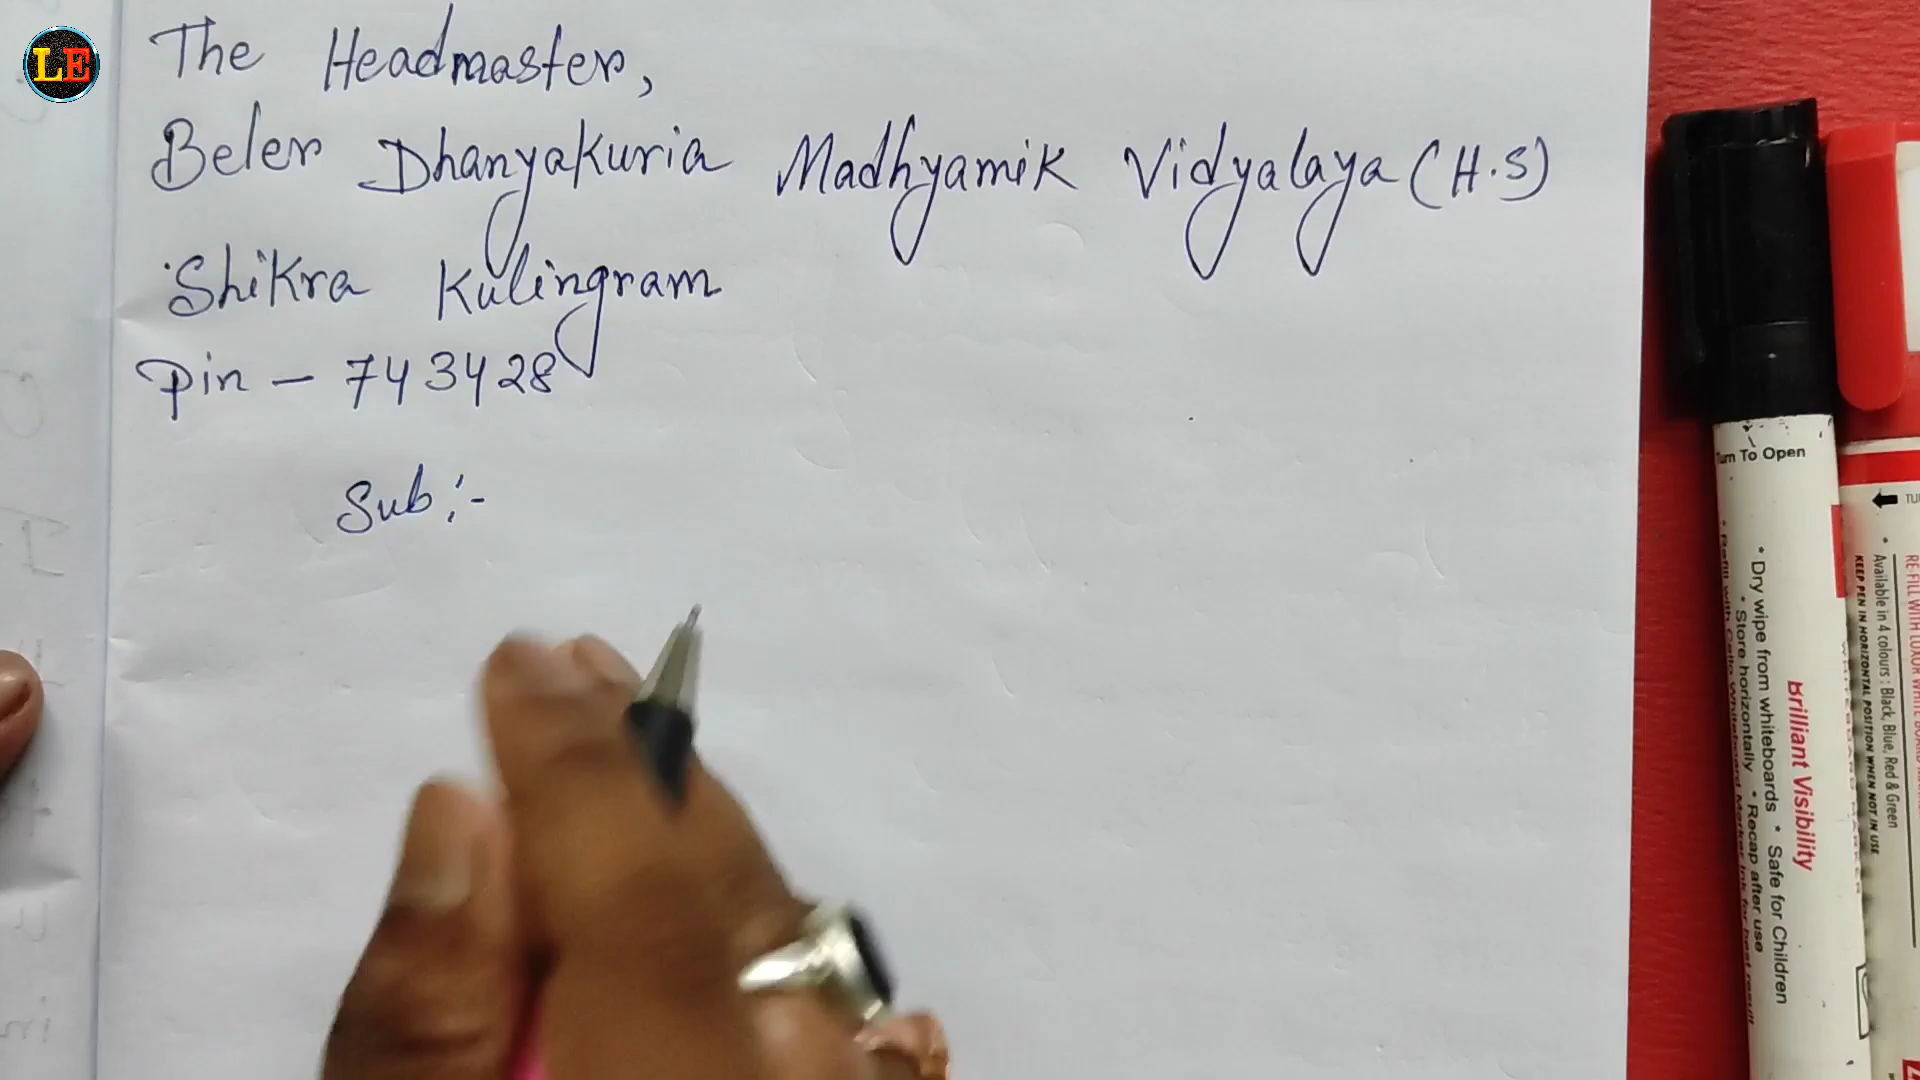 LE
The Headmaster,
Beler Dhanyakuria Madhyamik Vidyalaya (H.S)
Shikra Kulingram
Pin – 743428
Sub :-
Turn To Open
* Dry wipe from whiteboards * Safe for Children
* Store horizontally * Recap after use
Brilliant Visibility
Available in 4 colours : Black, Blue, Red & Green
KEEP PEN IN HORIZONTAL POSITION WHEN NOT IN USE